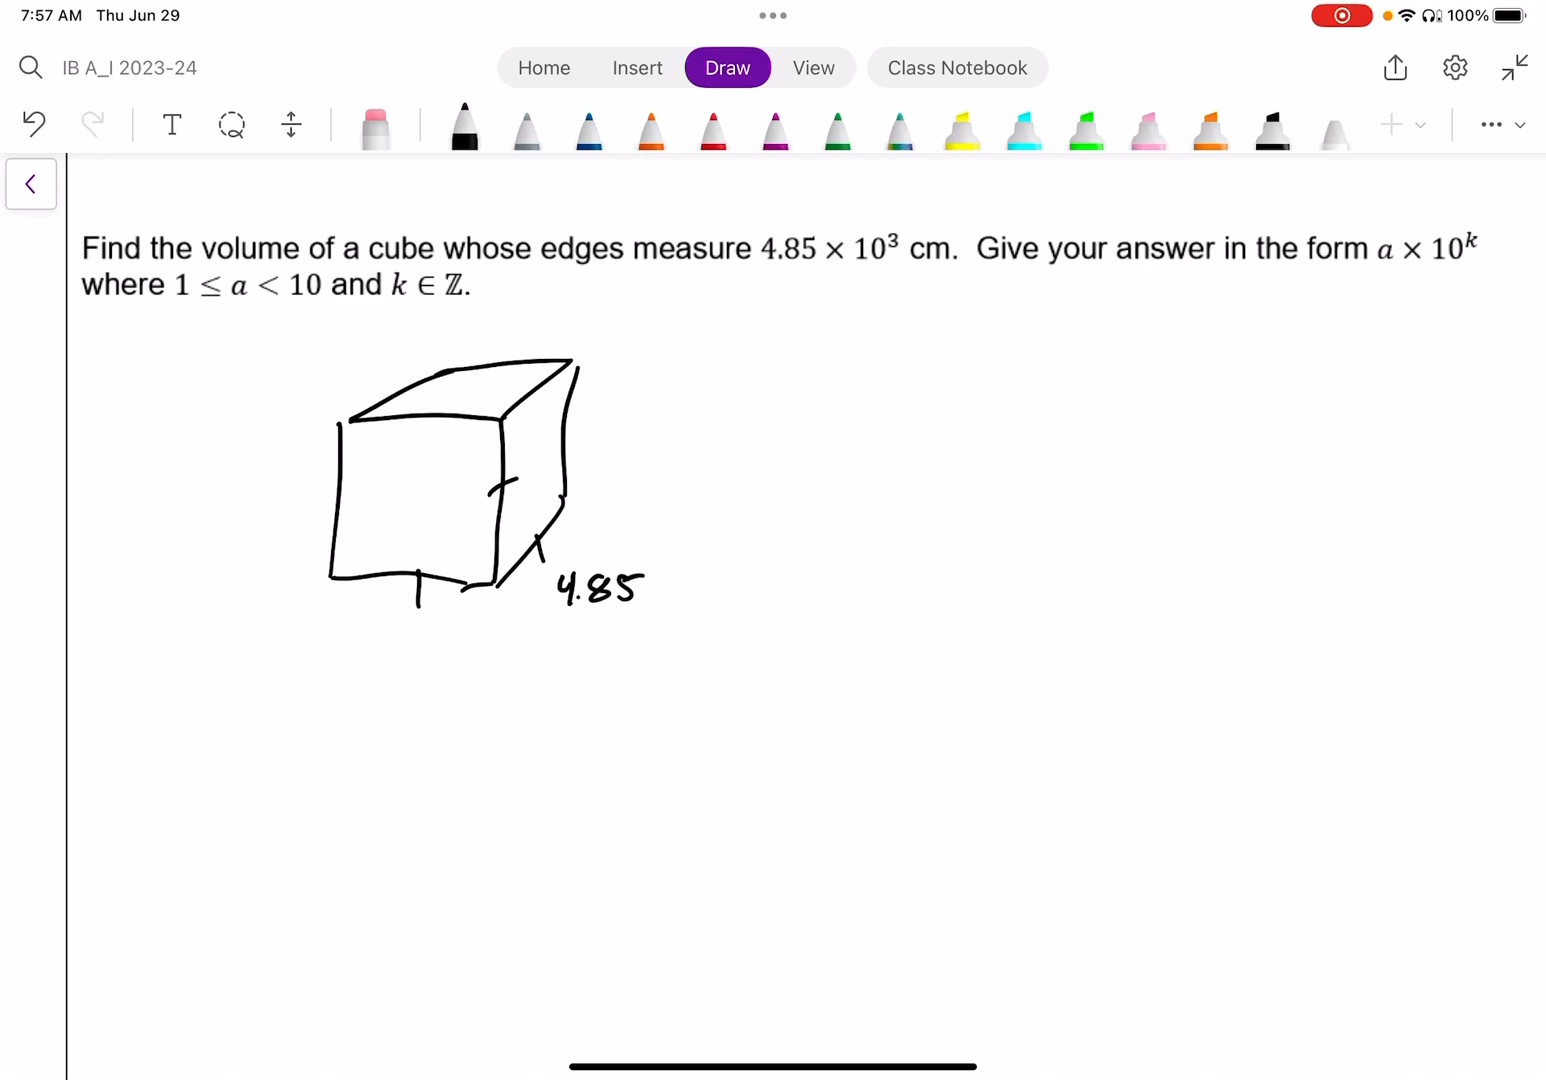 7:57 AM Thu Jun 29
100%
IB A_I 2023-24
Home Insert Draw View Class Notebook
T
Find the volume of a cube whose edges measure 4.85 × 10³ cm. Give your answer in the form a × 10ᵏ
where 1 ≤ a < 10 and k ∈ ℤ.
4.85